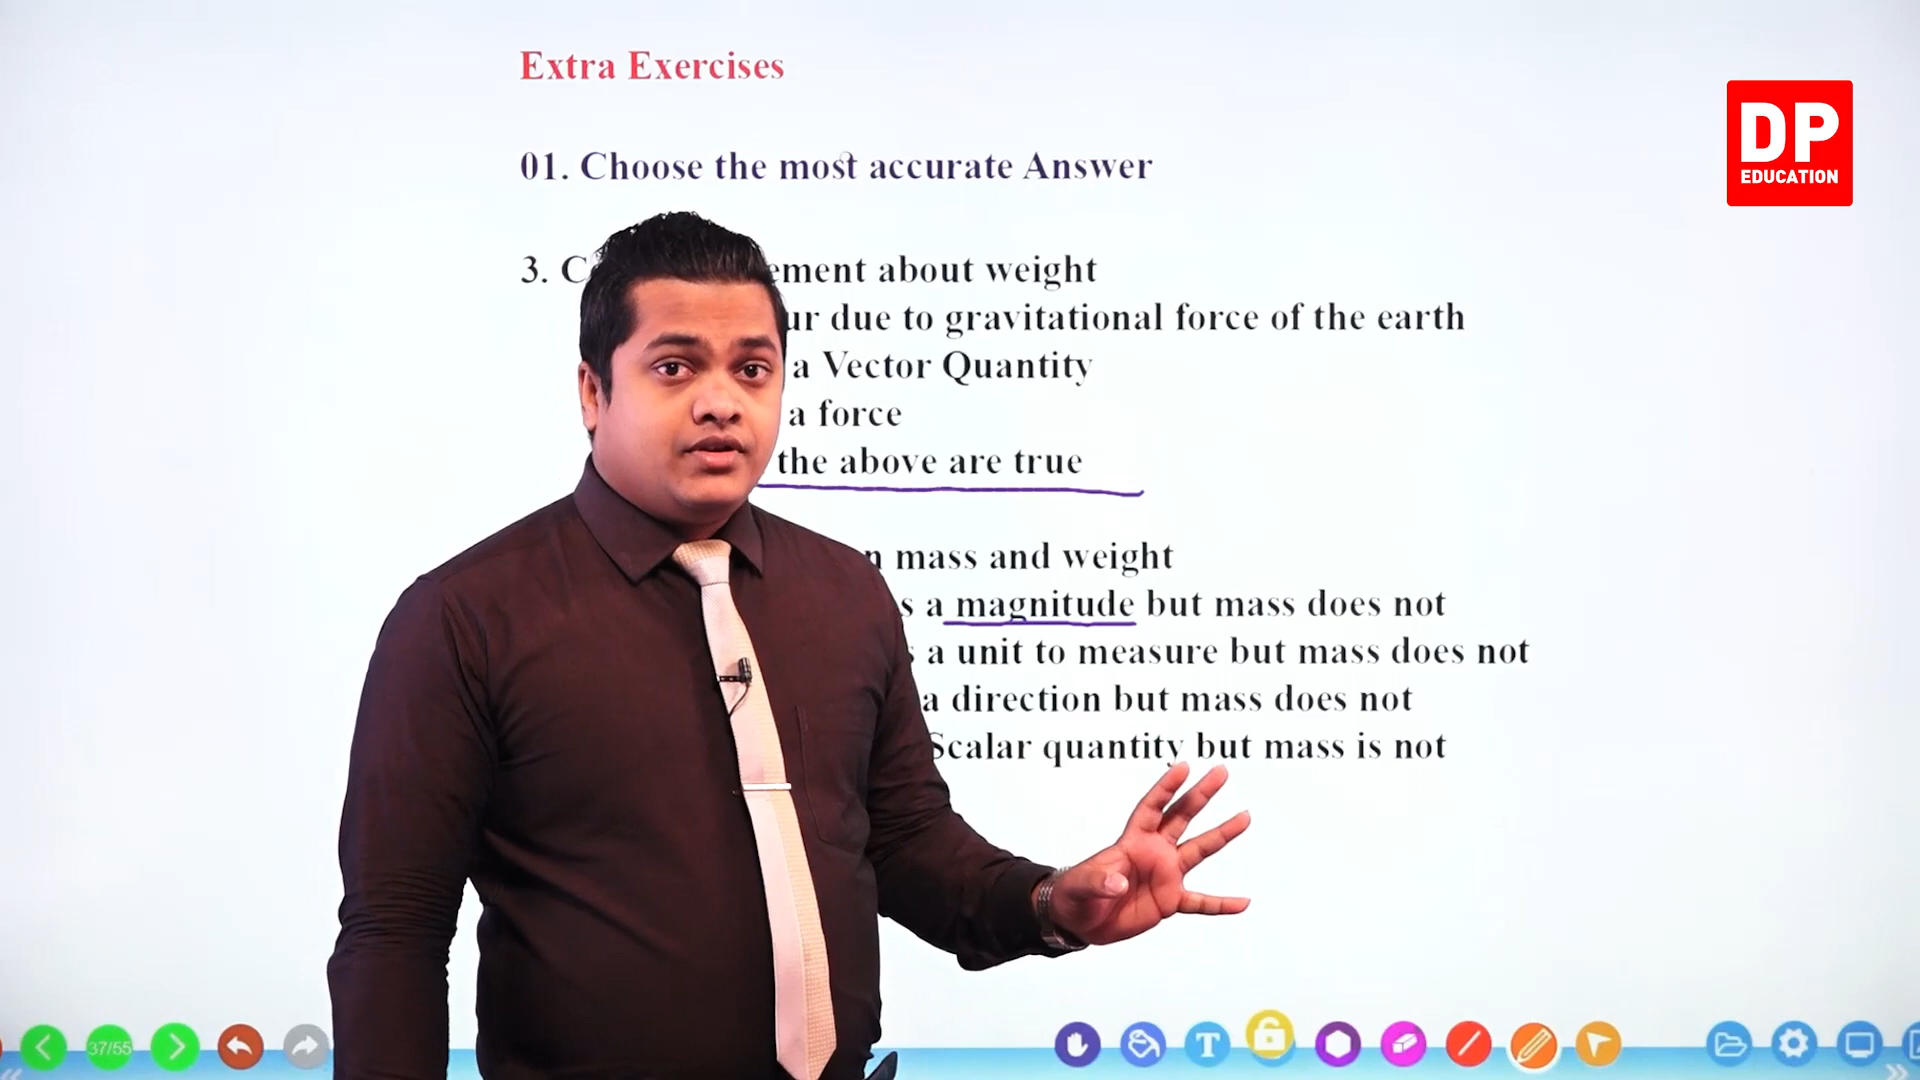 Extra Exercises
DP
EDUCATION
01. Choose the most accurate Answer
3. about weight
due to gravitational force of the earth
a Vector Quantity
a force
the above are true
mass and weight
a magnitude but mass does not
a unit to measure but mass does not
a direction but mass does not
Scalar quantity but mass is not
37/55
T